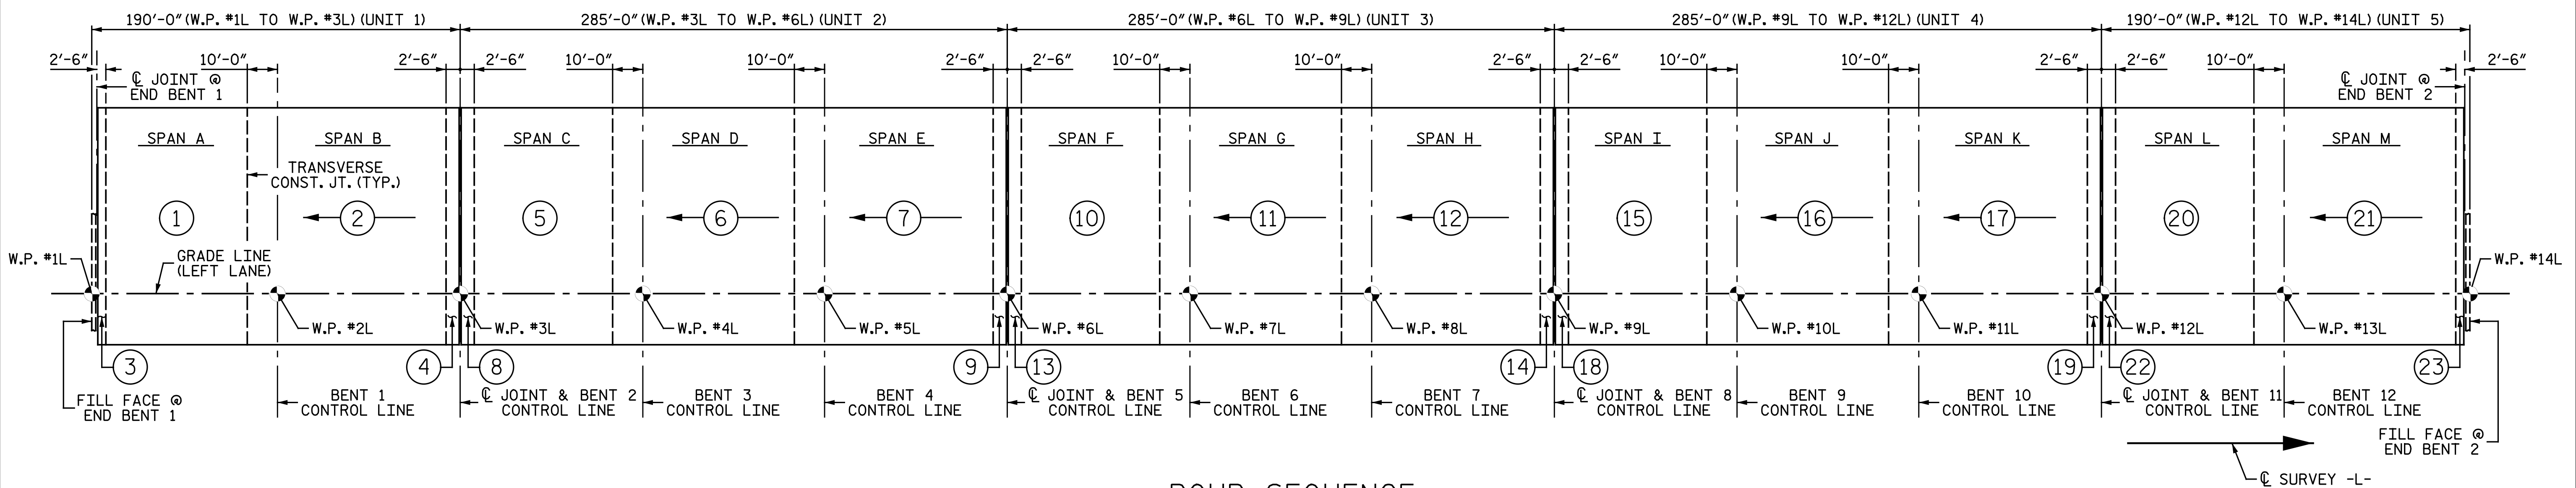 190'-0" (W.P. #1L TO W.P. #3L) (UNIT 1)
285'-0" (W.P. #3L TO W.P. #6L) (UNIT 2)
285'-0" (W.P. #6L TO W.P. #9L) (UNIT 3)
285'-0" (W.P. #9L TO W.P. #12L) (UNIT 4)
190'-0" (W.P. #12L TO W.P. #14L) (UNIT 5)
2'-6"
10'-0"
2'-6"
2'-6"
10'-0"
10'-0"
2'-6"
2'-6"
10'-0"
10'-0"
2'-6"
2'-6"
10'-0"
10'-0"
2'-6"
2'-6"
10'-0"
2'-6"
℄ JOINT @
END BENT 1
℄ JOINT @
END BENT 2
SPAN A
SPAN B
SPAN C
SPAN D
SPAN E
SPAN F
SPAN G
SPAN H
SPAN I
SPAN J
SPAN K
SPAN L
SPAN M
TRANSVERSE
CONST. JT. (TYP.)
1
2
5
6
7
10
11
12
15
16
17
20
21
W.P. #1L
GRADE LINE
(LEFT LANE)
W.P. #14L
W.P. #2L
W.P. #3L
W.P. #4L
W.P. #5L
W.P. #6L
W.P. #7L
W.P. #8L
W.P. #9L
W.P. #10L
W.P. #11L
W.P. #12L
W.P. #13L
3
4
8
9
13
14
18
19
22
23
FILL FACE @
END BENT 1
BENT 1
CONTROL LINE
℄ JOINT & BENT 2
CONTROL LINE
BENT 3
CONTROL LINE
BENT 4
CONTROL LINE
℄ JOINT & BENT 5
CONTROL LINE
BENT 6
CONTROL LINE
BENT 7
CONTROL LINE
℄ JOINT & BENT 8
CONTROL LINE
BENT 9
CONTROL LINE
BENT 10
CONTROL LINE
℄ JOINT & BENT 11
CONTROL LINE
BENT 12
CONTROL LINE
FILL FACE @
END BENT 2
℄ SURVEY -L-
POUR SEQUENCE